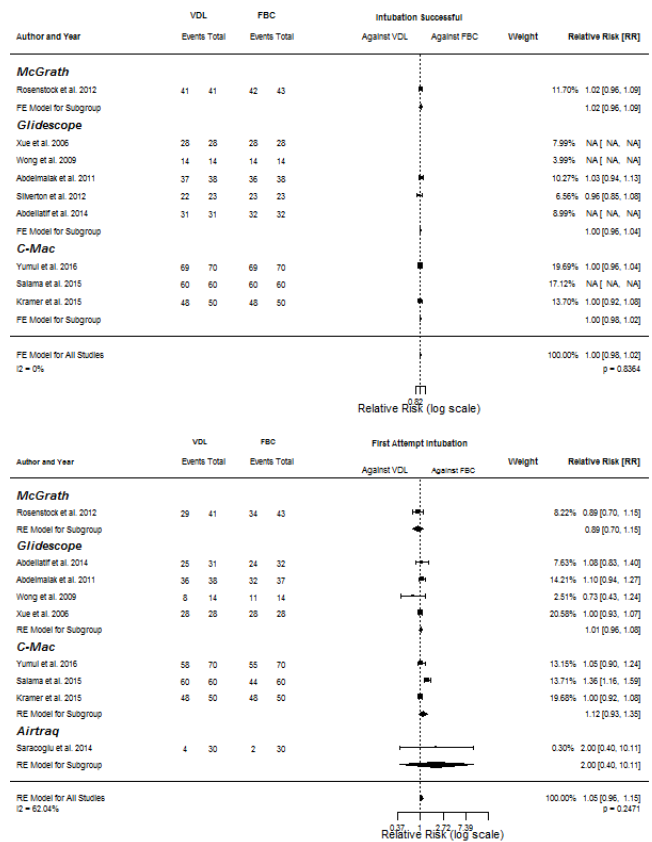 VDL FBC Intubation Successful
Author and Year Events Total Events Total Against VDL Against FBC Weight Relative Risk [RR]
McGrath
Rosenstock et al. 2012 41 41 42 43 11.70% 1.02 [0.96, 1.09]
FE Model for Subgroup 1.02 [0.96, 1.09]
Glidescope
Xue et al. 2006 28 28 28 28 7.99% NA [ NA, NA]
Wong et al. 2009 14 14 14 14 3.99% NA [ NA, NA]
Abdelmalak et al. 2011 37 38 36 38 10.27% 1.03 [0.94, 1.13]
Silverton et al. 2012 22 23 23 23 6.56% 0.96 [0.85, 1.08]
Abdellatif et al. 2014 31 31 32 32 8.99% NA [ NA, NA]
FE Model for Subgroup 1.00 [0.96, 1.04]
C-Mac
Yumul et al. 2016 69 70 69 70 19.69% 1.00 [0.96, 1.04]
Salama et al. 2015 60 60 60 60 17.12% NA [ NA, NA]
Kramer et al. 2015 48 50 48 50 13.70% 1.00 [0.92, 1.08]
FE Model for Subgroup 1.00 [0.98, 1.02]
FE Model for All Studies 100.00% 1.00 [0.98, 1.02]
I2 = 0% p = 0.8364
0.82
Relative Risk (log scale)
VDL FBC First Attempt Intubation
Author and Year Events Total Events Total Against VDL Against FBC Weight Relative Risk [RR]
McGrath
Rosenstock et al. 2012 29 41 34 43 8.22% 0.89 [0.70, 1.15]
RE Model for Subgroup 0.89 [0.70, 1.15]
Glidescope
Abdellatif et al. 2014 25 31 24 32 7.63% 1.08 [0.83, 1.40]
Abdelmalak et al. 2011 36 38 32 37 14.21% 1.10 [0.94, 1.27]
Wong et al. 2009 8 14 11 14 2.51% 0.73 [0.43, 1.24]
Xue et al. 2006 28 28 28 28 20.58% 1.00 [0.93, 1.07]
RE Model for Subgroup 1.01 [0.96, 1.08]
C-Mac
Yumul et al. 2016 58 70 55 70 13.15% 1.05 [0.90, 1.24]
Salama et al. 2015 60 60 44 60 13.71% 1.36 [1.16, 1.59]
Kramer et al. 2015 48 50 48 50 19.68% 1.00 [0.92, 1.08]
RE Model for Subgroup 1.12 [0.93, 1.35]
Airtraq
Saracoglu et al. 2014 4 30 2 30 0.30% 2.00 [0.40, 10.11]
RE Model for Subgroup 2.00 [0.40, 10.11]
RE Model for All Studies 100.00% 1.05 [0.96, 1.15]
I2 = 62.04% p = 0.2471
0.37 1 2.72 7.39
Relative Risk (log scale)